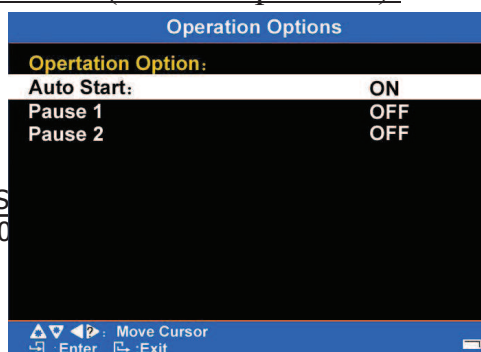 Operation Options
Opertation Option:
Auto Start: ON
Pause 1 OFF
Pause 2 OFF
: Move Cursor
:Enter :Exit